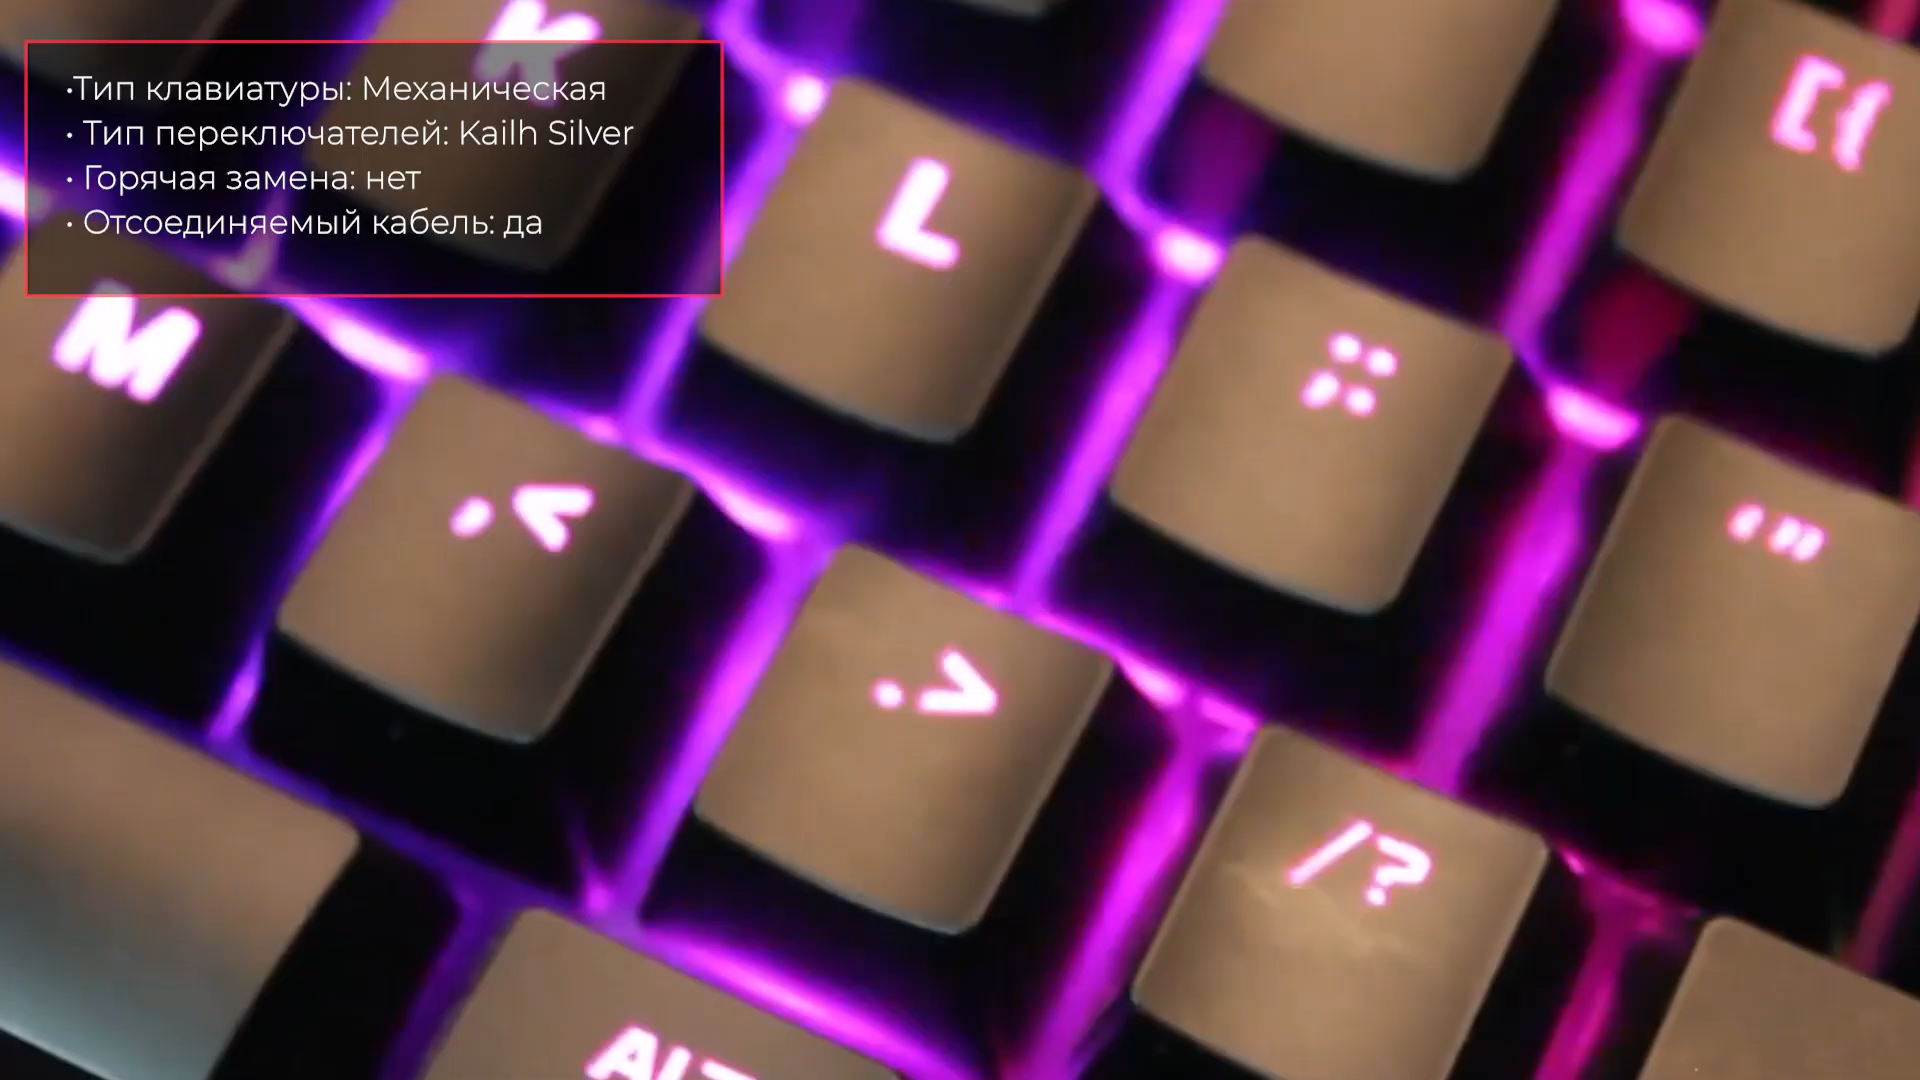 •Тип клавиатуры: Механическая
• Тип переключателей: Kailh Silver
• Горячая замена: нет
• Отсоединяемый кабель: да
K
[{
L
;:
M
,<
'"
.>
/?
ALT